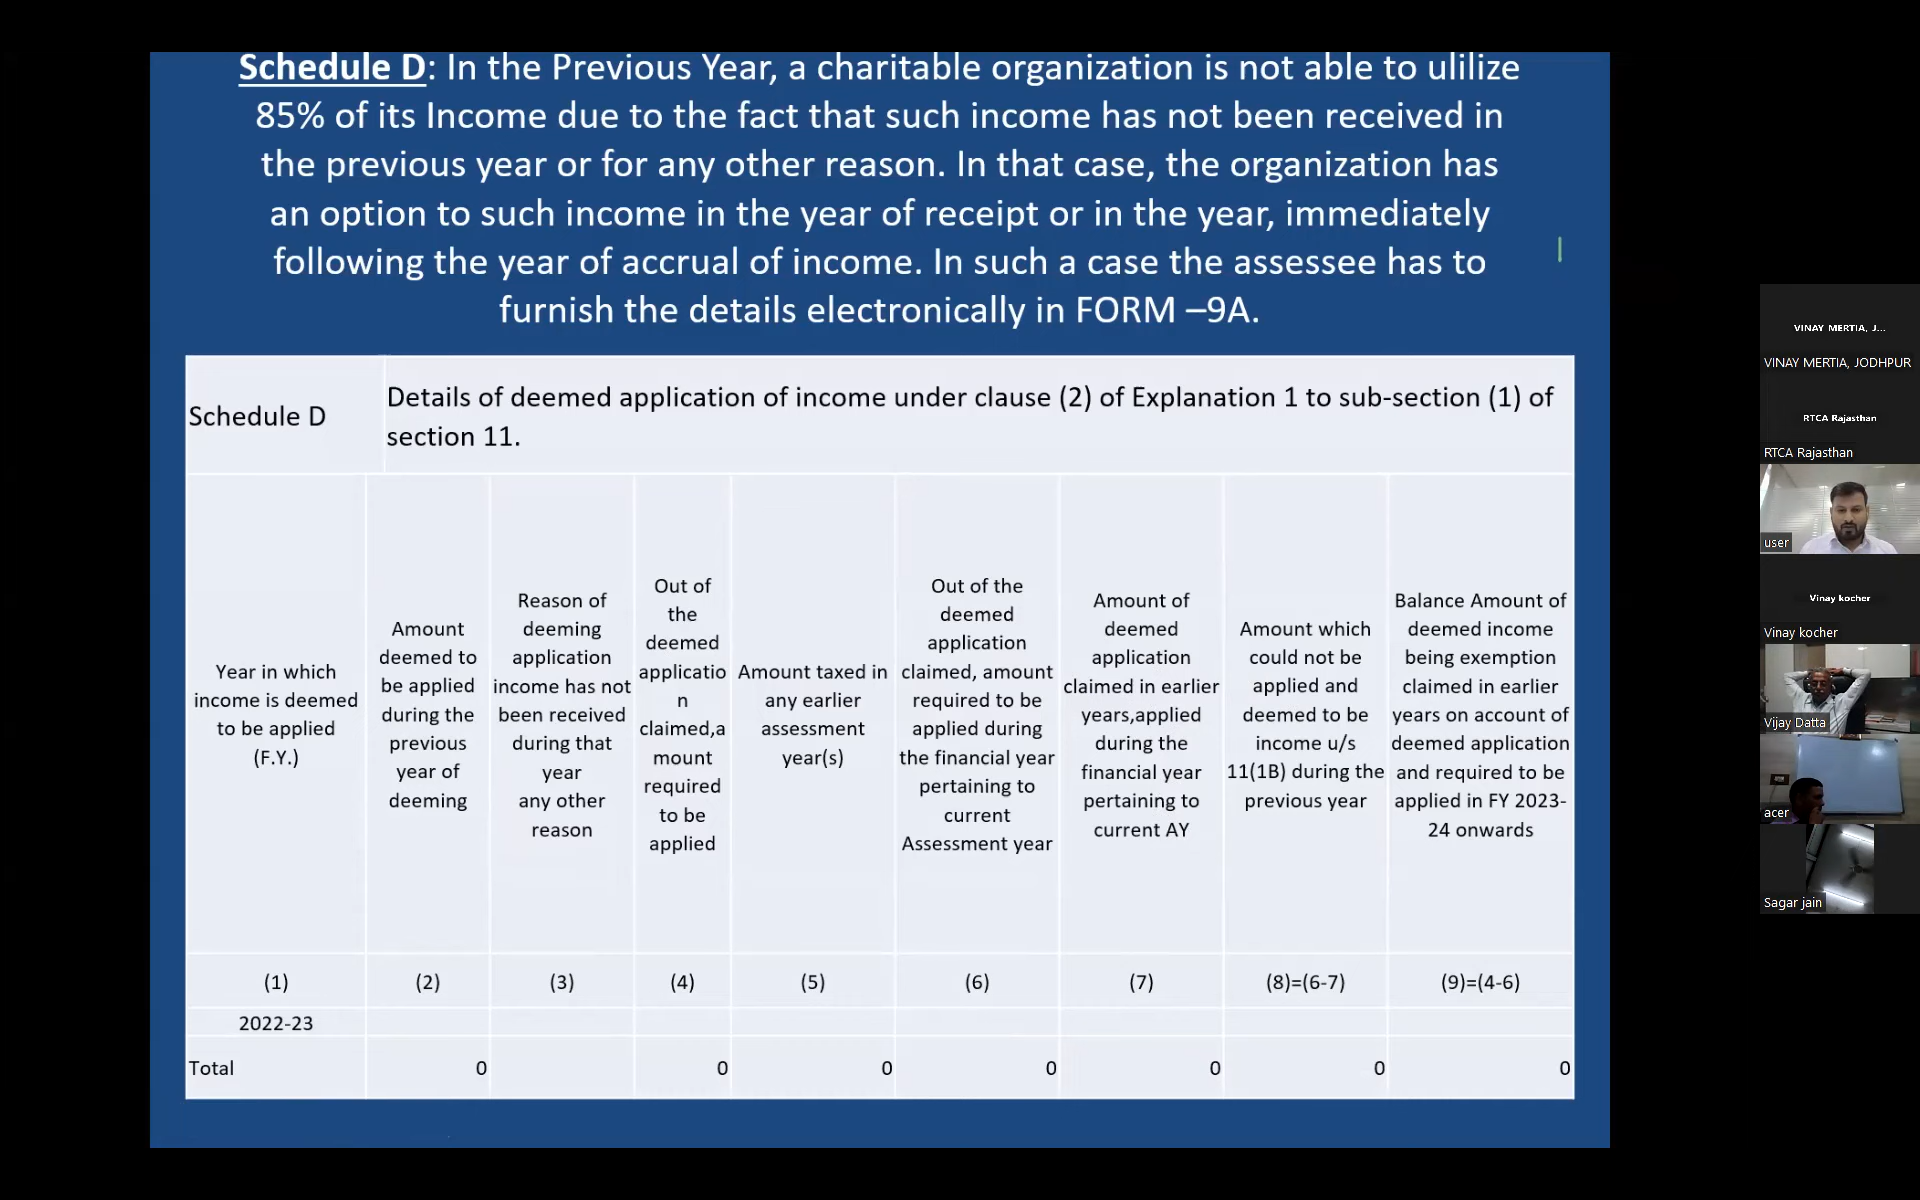 Schedule D: In the Previous Year, a charitable organization is not able to ulilize
85% of its Income due to the fact that such income has not been received in
the previous year or for any other reason. In that case, the organization has
an option to such income in the year of receipt or in the year, immediately
following the year of accrual of income. In such a case the assessee has to
furnish the details electronically in FORM –9A.
Schedule D
Details of deemed application of income under clause (2) of Explanation 1 to sub-section (1) of
section 11.
Year in which
income is deemed
to be applied
(F.Y.)
Amount
deemed to
be applied
during the
previous
year of
deeming
Reason of
deeming
application
income has not
been received
during that
year
any other
reason
Out of
the
deemed
applicatio
n
claimed,a
mount
required
to be
applied
Amount taxed in
any earlier
assessment
year(s)
Out of the
deemed
application
claimed, amount
required to be
applied during
the financial year
pertaining to
current
Assessment year
Amount of
deemed
application
claimed in earlier
years,applied
during the
financial year
pertaining to
current AY
Amount which
could not be
applied and
deemed to be
income u/s
11(1B) during the
previous year
Balance Amount of
deemed income
being exemption
claimed in earlier
years on account of
deemed application
and required to be
applied in FY 2023-
24 onwards
(1) (2) (3) (4) (5) (6) (7) (8)=(6-7) (9)=(4-6)
2022-23
Total 0 0 0 0 0 0 0
VINAY MERTIA, J...
VINAY MERTIA, JODHPUR
RTCA Rajasthan
RTCA Rajasthan
user
Vinay kocher
Vinay kocher
Vijay Datta
acer
Sagar jain